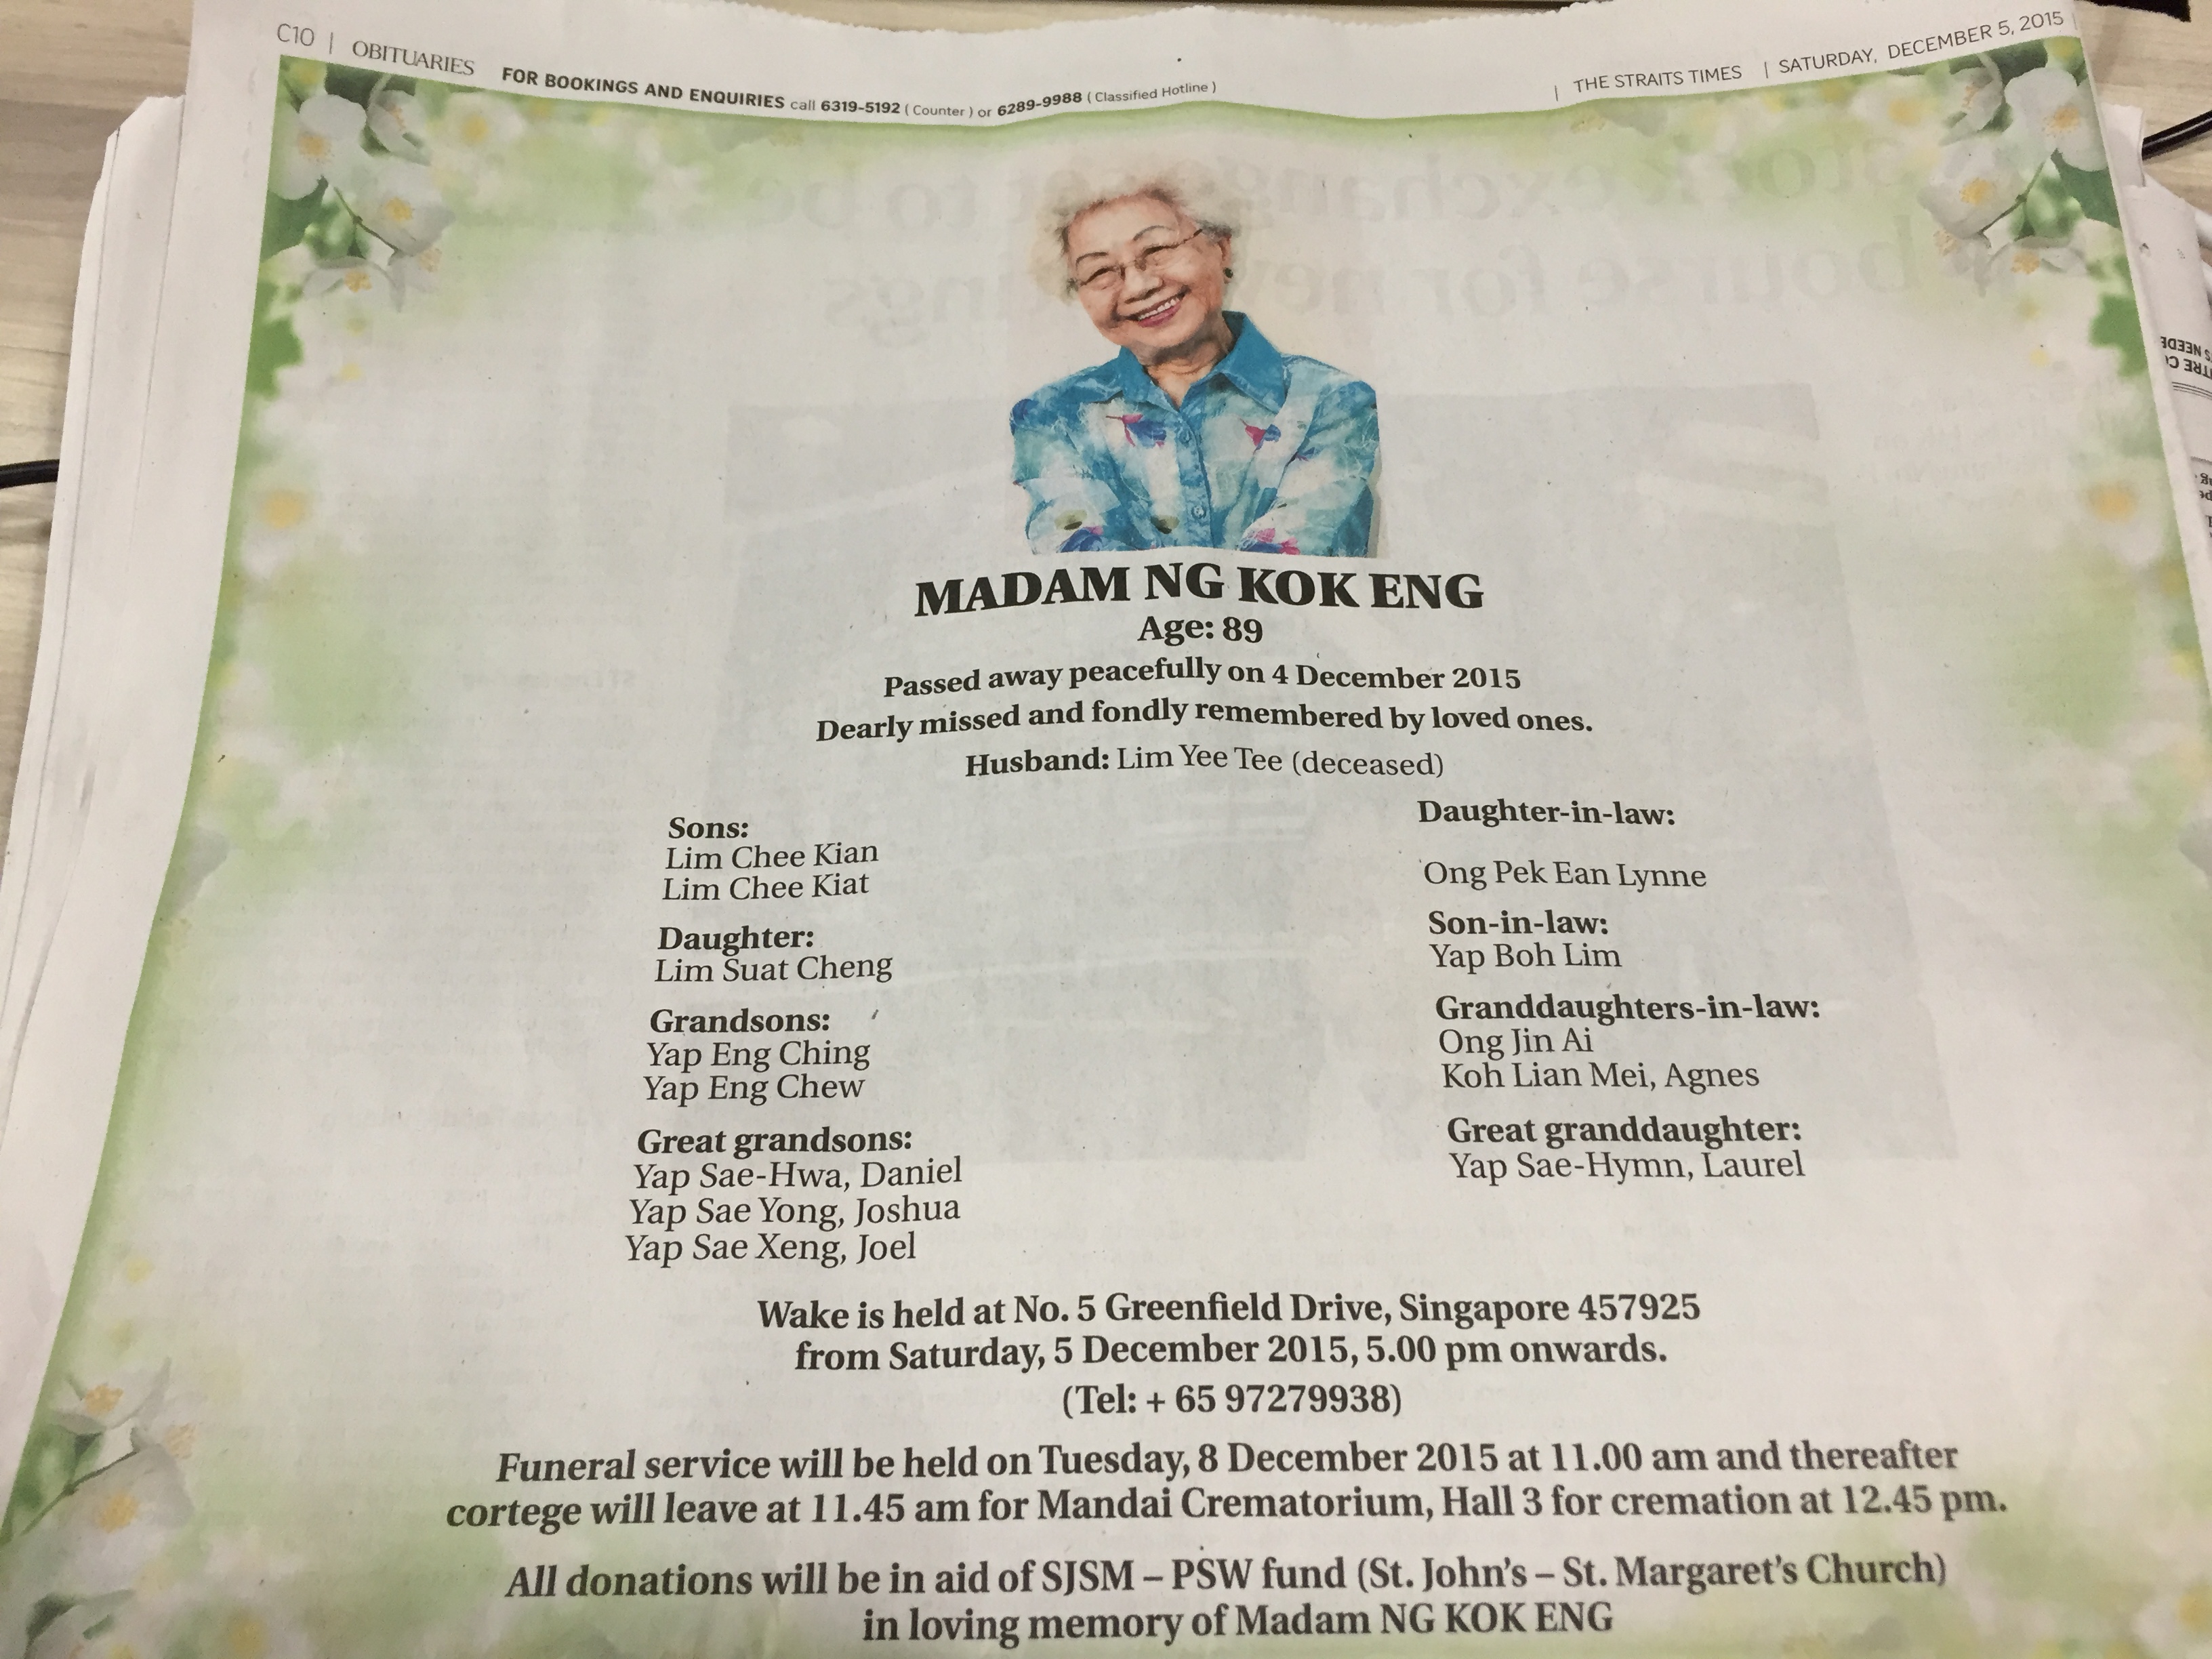 C10 | OBITUARIES FOR BOOKINGS AND ENQUIRIES call 6319-5192 ( Counter ) or 6289-9988 ( Classified Hotline ) | THE STRAITS TIMES | SATURDAY, DECEMBER 5, 2015
MADAM NG KOK ENG
Age: 89
Passed away peacefully on 4 December 2015
Dearly missed and fondly remembered by loved ones.
Husband: Lim Yee Tee (deceased)
Sons:
Lim Chee Kian
Lim Chee Kiat
Daughter:
Lim Suat Cheng
Grandsons:
Yap Eng Ching
Yap Eng Chew
Great grandsons:
Yap Sae-Hwa, Daniel
Yap Sae Yong, Joshua
Yap Sae Xeng, Joel
Daughter-in-law:
Ong Pek Ean Lynne
Son-in-law:
Yap Boh Lim
Granddaughters-in-law:
Ong Jin Ai
Koh Lian Mei, Agnes
Great granddaughter:
Yap Sae-Hymn, Laurel
Wake is held at No. 5 Greenfield Drive, Singapore 457925
from Saturday, 5 December 2015, 5.00 pm onwards.
(Tel: + 65 97279938)
Funeral service will be held on Tuesday, 8 December 2015 at 11.00 am and thereafter
cortege will leave at 11.45 am for Mandai Crematorium, Hall 3 for cremation at 12.45 pm.
All donations will be in aid of SJSM – PSW fund (St. John's – St. Margaret's Church)
in loving memory of Madam NG KOK ENG